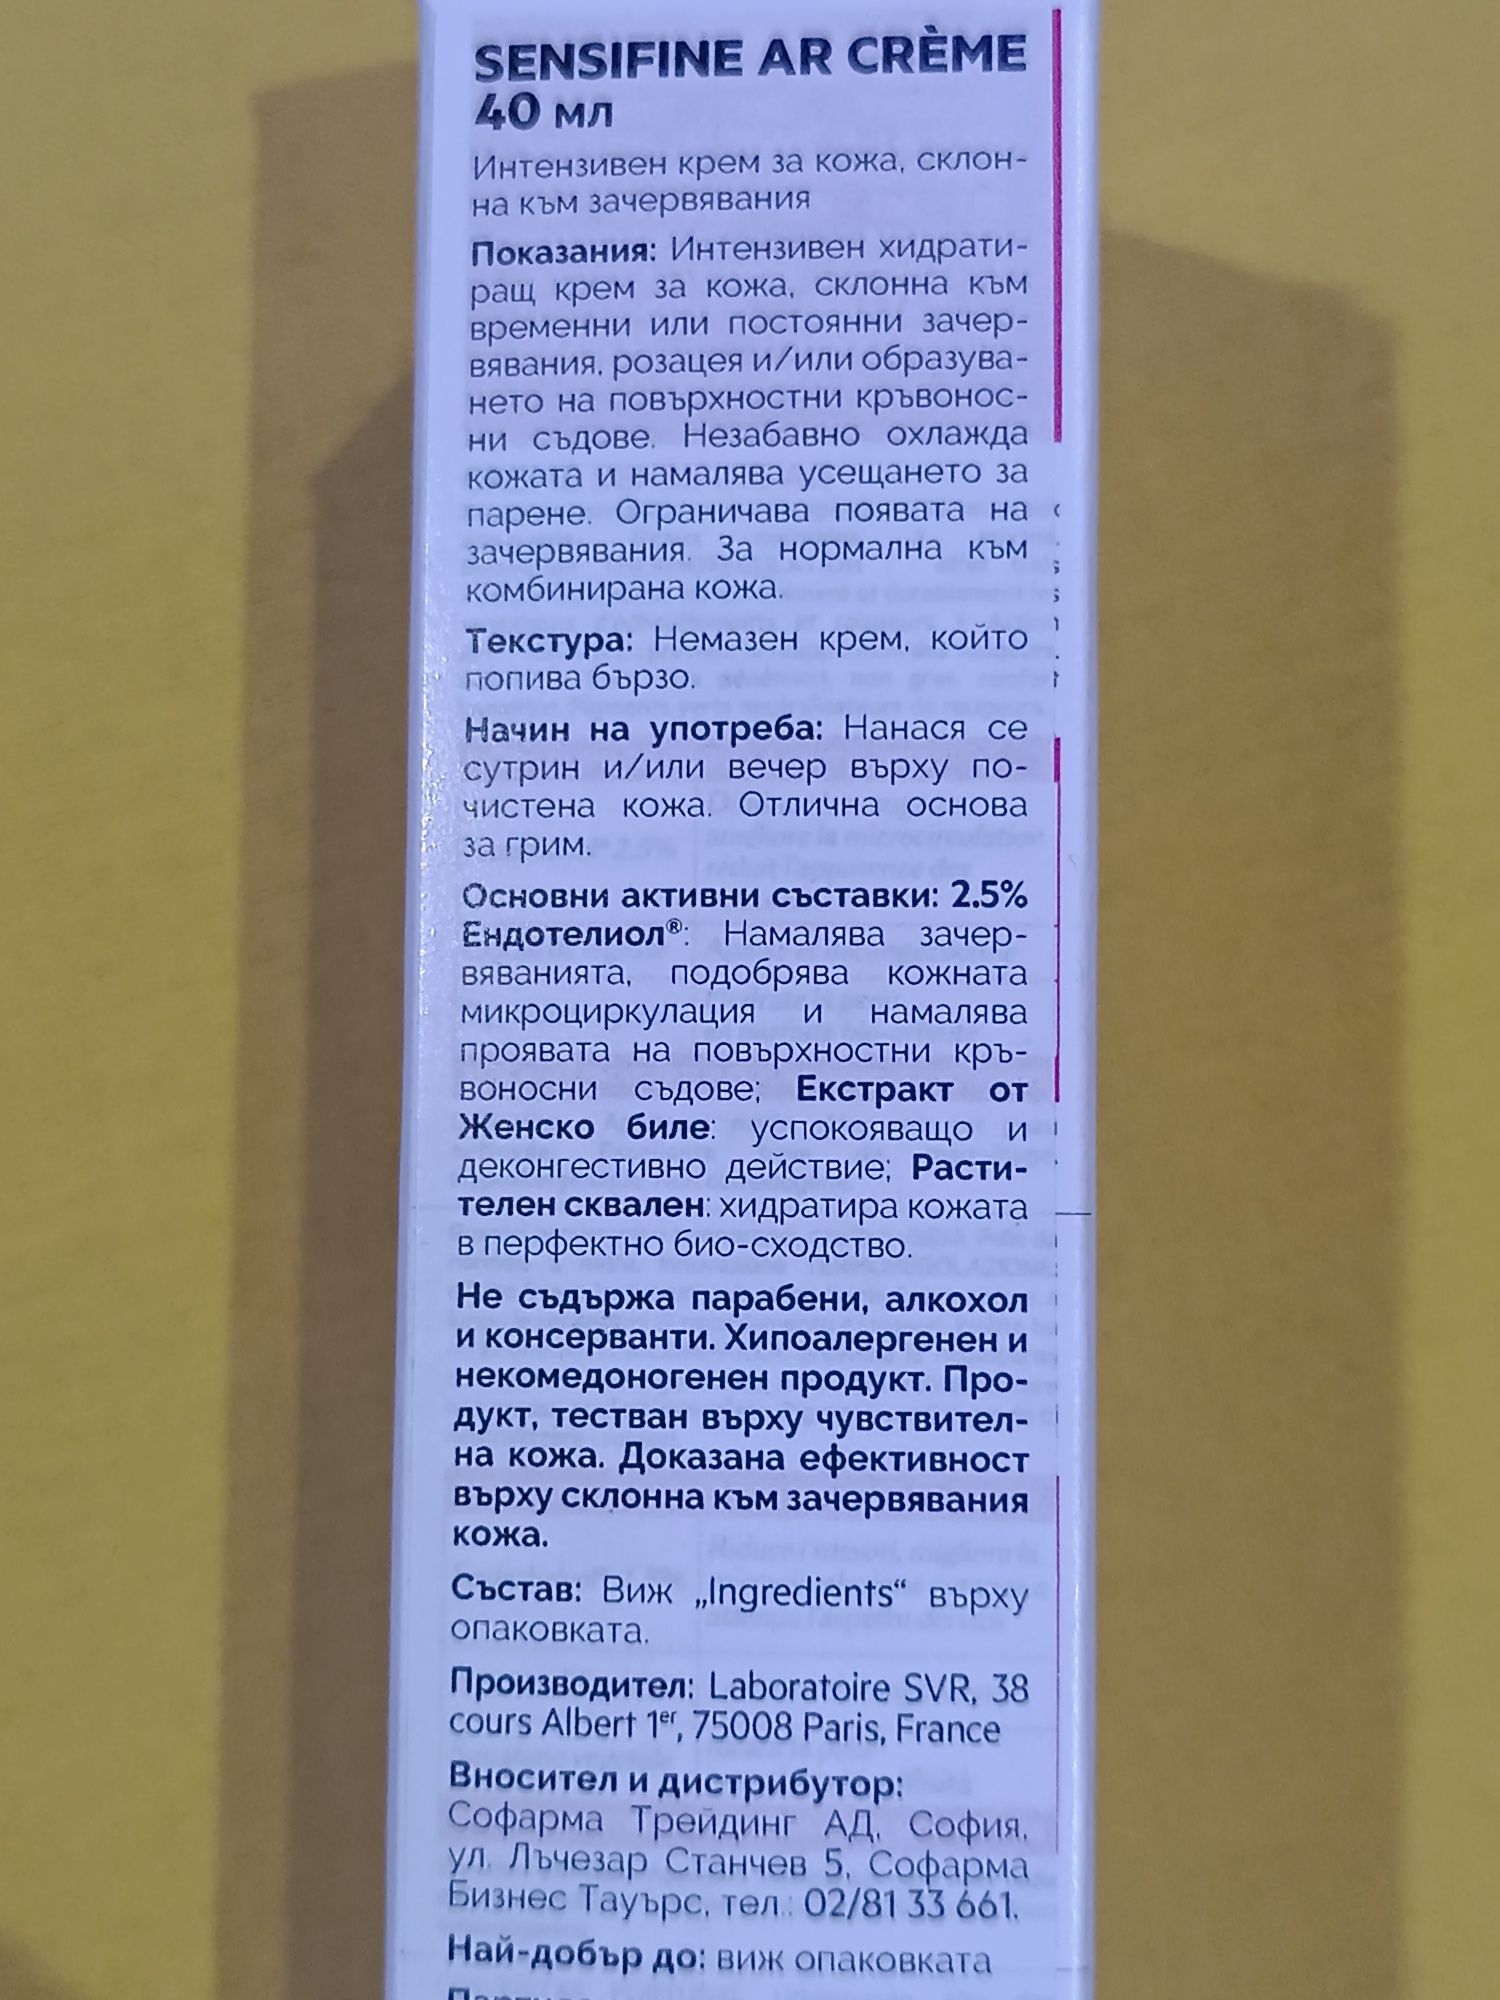 SENSIFINE AR CRÈME
40 мл
Интензивен крем за кожа, склон-
на към зачервявания
Показания: Интензивен хидрати-
ращ крем за кожа, склонна към
временни или постоянни зачер-
вявания, розацея и/или образува-
нето на повърхностни кръвонос-
ни съдове. Незабавно охлажда
кожата и намалява усещането за
парене. Ограничава появата на
зачервявания. За нормална към
комбинирана кожа.
Текстура: Немазен крем, който
попива бързо.
Начин на употреба: Нанася се
сутрин и/или вечер върху по-
чистена кожа. Отлична основа
за грим.
Основни активни съставки: 2.5%
Ендотелиол®: Намалява зачер-
вяванията, подобрява кожната
микроциркулация и намалява
проявата на повърхностни кръ-
воносни съдове; Екстракт от
Женско биле: успокояващо и
деконгестивно действие; Расти-
телен сквален: хидратира кожата
в перфектно био-сходство.
Не съдържа парабени, алкохол
и консерванти. Хипоалергенен и
некомедоногенен продукт. Про-
дукт, тестван върху чувствител-
на кожа. Доказана ефективност
върху склонна към зачервявания
кожа.
Състав: Виж „Ingredients“ върху
опаковката.
Производител: Laboratoire SVR, 38
cours Albert 1er, 75008 Paris, France
Вносител и дистрибутор:
Софарма Трейдинг АД, София,
ул. Лъчезар Станчев 5, Софарма
Бизнес Тауърс, тел.: 02/81 33 661.
Най-добър до: виж опаковката